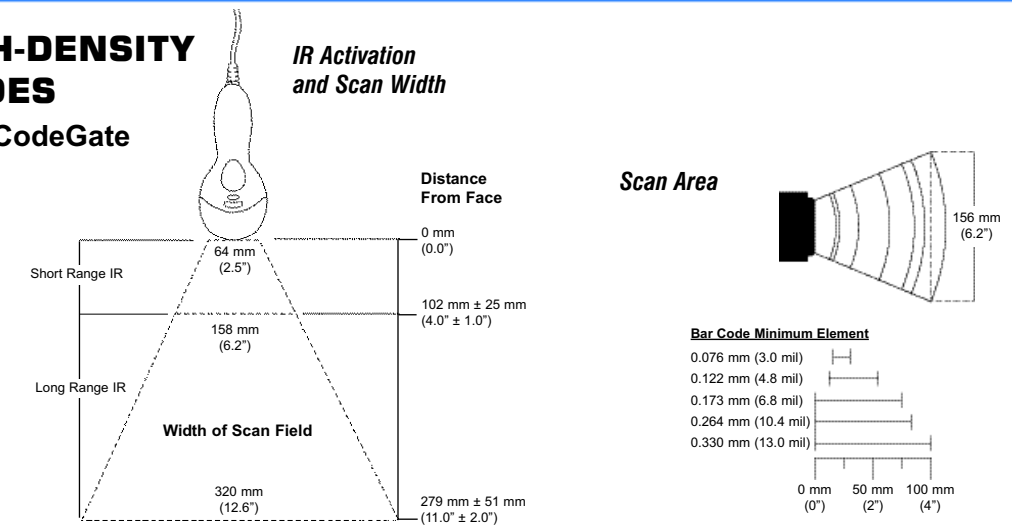 H-DENSITY
DES
CodeGate
IR Activation
and Scan Width
Distance
From Face
0 mm
(0.0”)
64 mm
(2.5”)
Short Range IR
102 mm ± 25 mm
(4.0” ± 1.0”)
158 mm
(6.2”)
Long Range IR
Width of Scan Field
320 mm
(12.6”)
279 mm ± 51 mm
(11.0” ± 2.0”)
Scan Area
156 mm
(6.2”)
Bar Code Minimum Element
0.076 mm (3.0 mil)
0.122 mm (4.8 mil)
0.173 mm (6.8 mil)
0.264 mm (10.4 mil)
0.330 mm (13.0 mil)
0 mm 50 mm 100 mm
(0”) (2”) (4”)